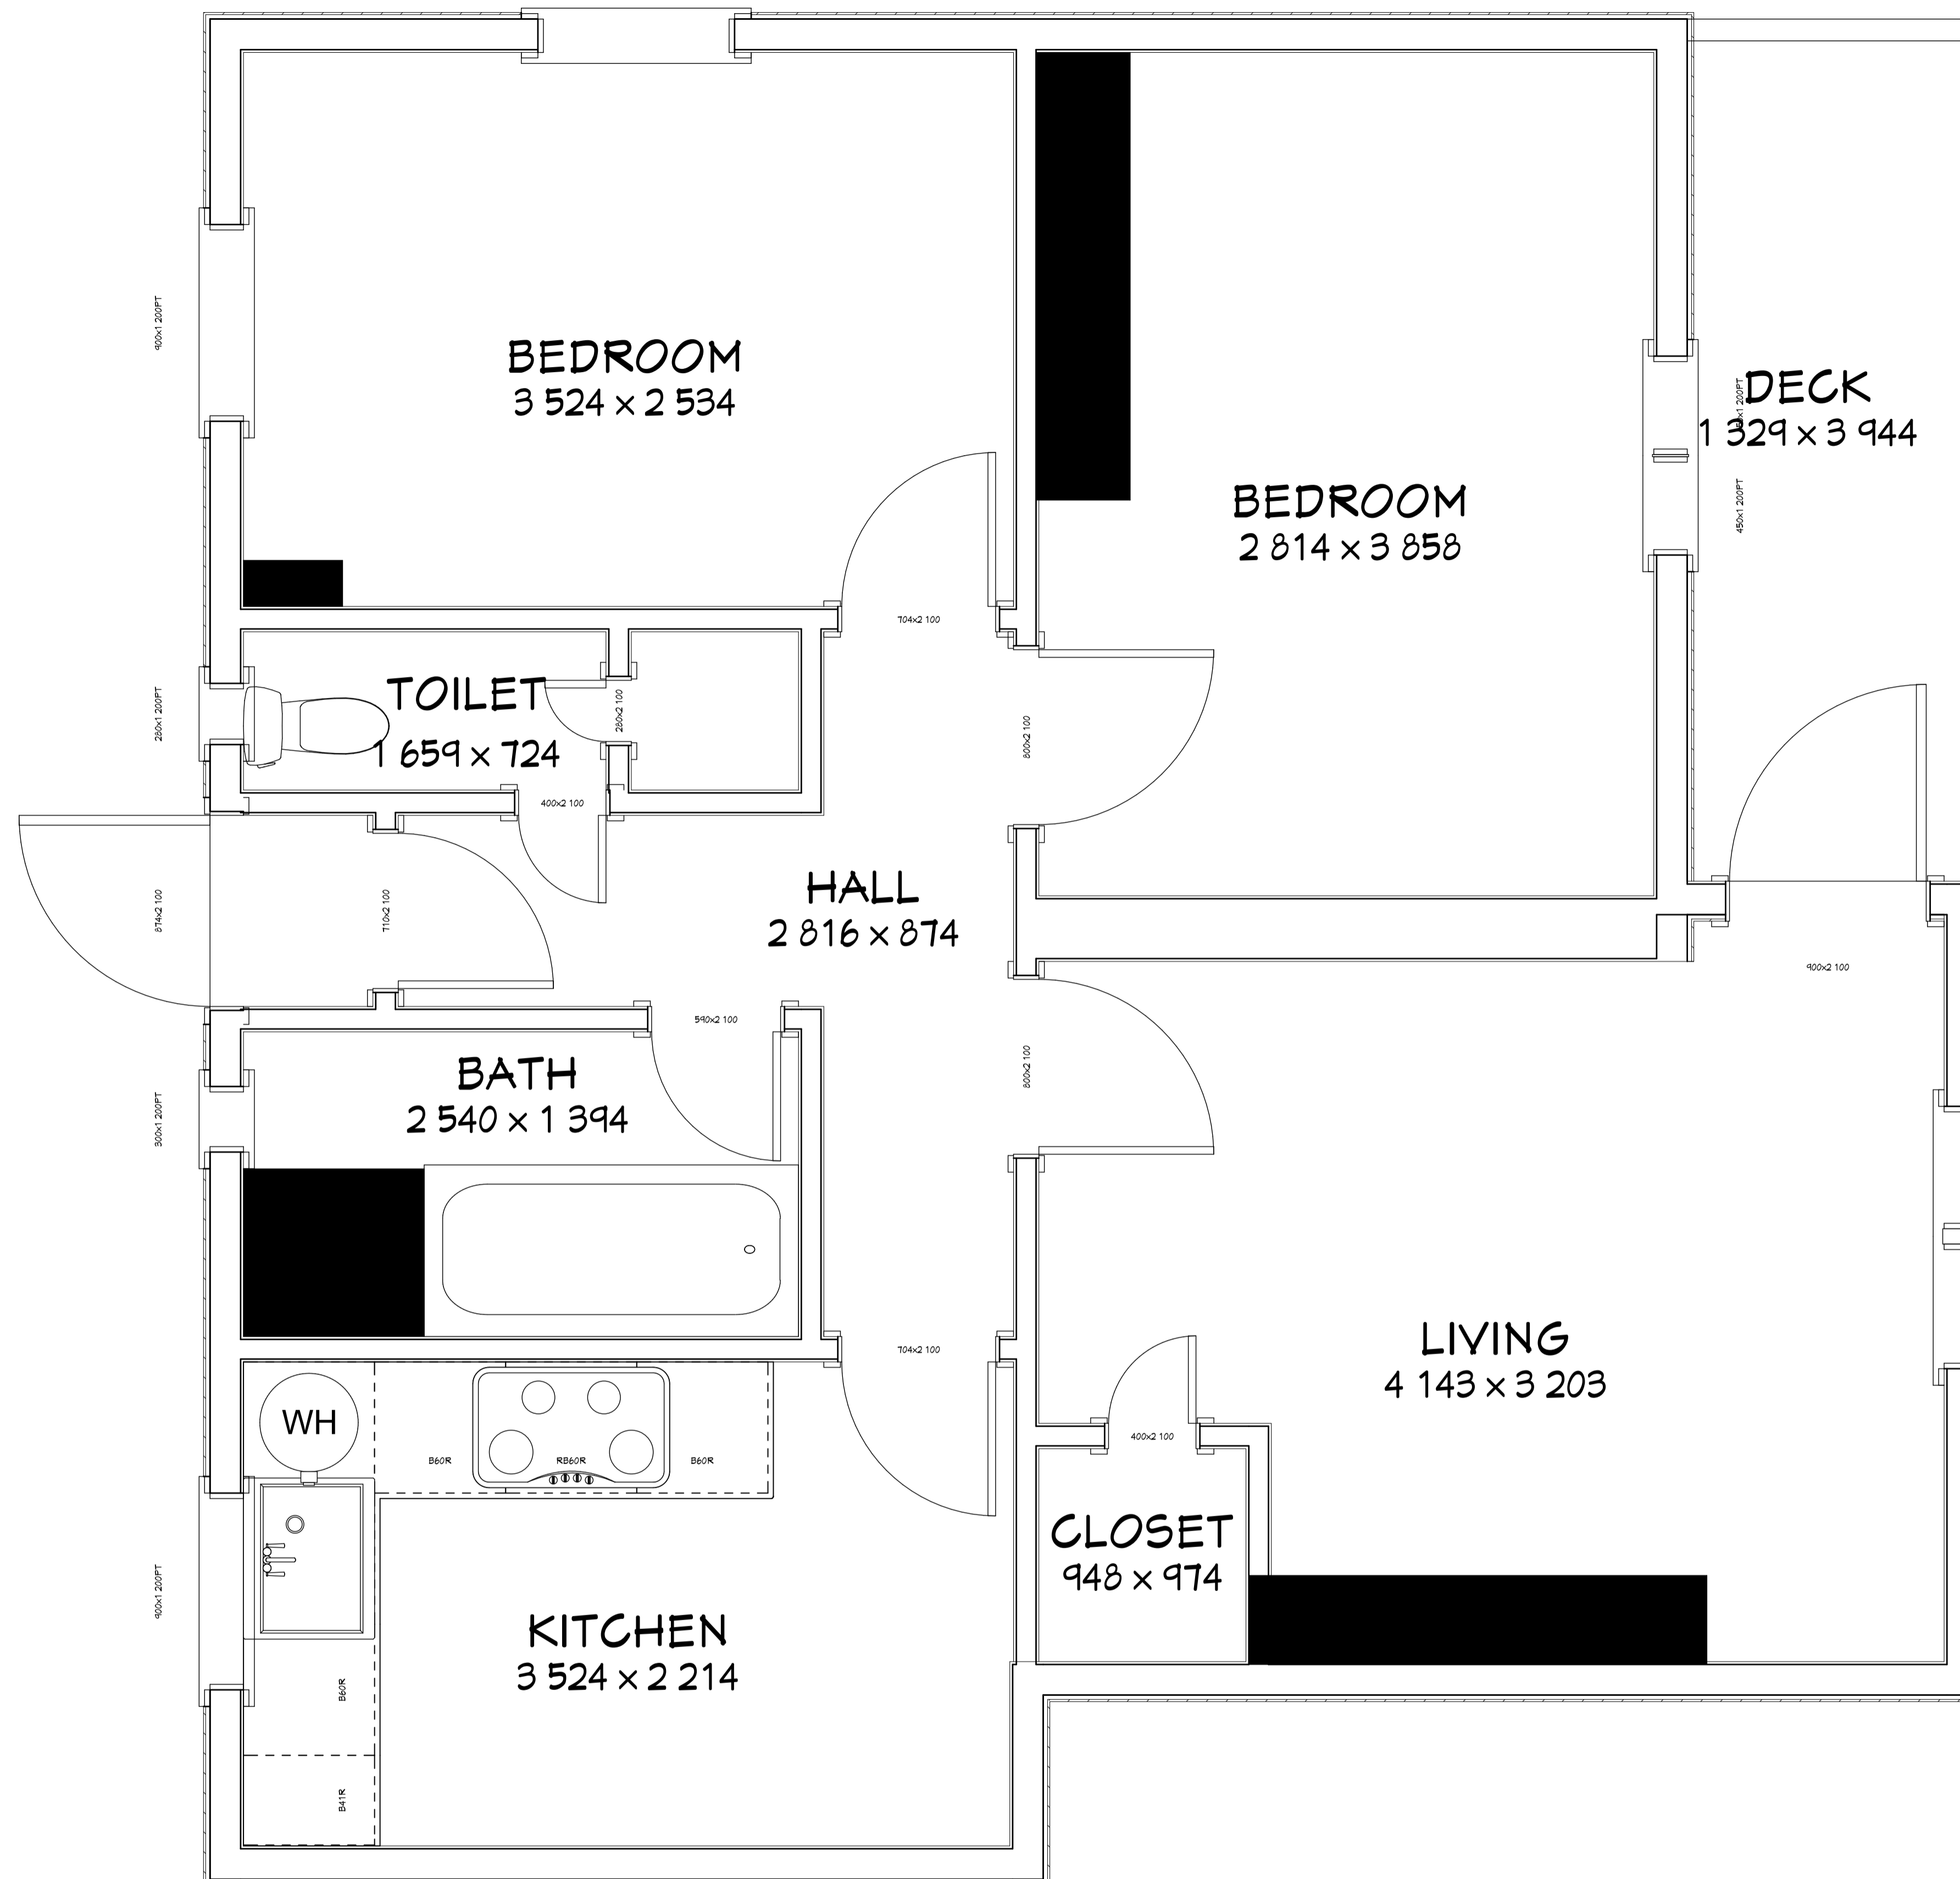 BEDROOM
3 524 × 2 534
900x1 200PT
DECK
1 329 × 3 944
450x1 200PT
BEDROOM
2 814 × 3 858
704x2 100
TOILET
1 659 × 724
280x1 200PT
280x2 100
800x2 100
400x2 100
HALL
2 816 × 874
874x2 100
710x2 100
900x2 100
590x2 100
BATH
2 540 × 1 394
300x1 200PT
800x2 100
704x2 100
LIVING
4 143 × 3 203
WH
B60R
RB60R
B60R
400x2 100
CLOSET
948 × 974
900x1 200PT
KITCHEN
3 524 × 2 214
B60R
B41R